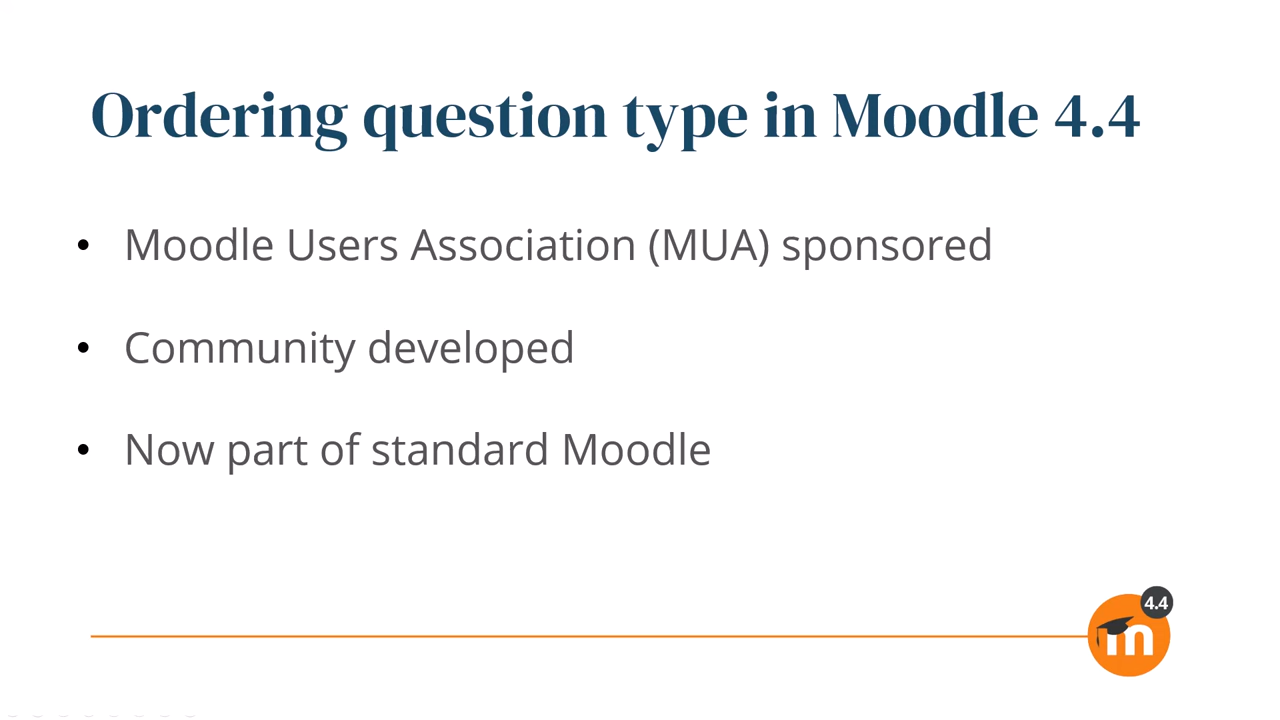 Ordering question type in Moodle 4.4
• Moodle Users Association (MUA) sponsored
• Community developed
• Now part of standard Moodle
4.4
m